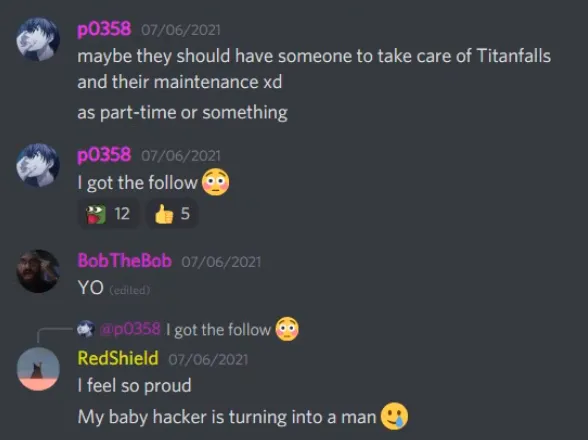 p0358 07/06/2021
maybe they should have someone to take care of Titanfalls
and their maintenance xd
as part-time or something
p0358 07/06/2021
I got the follow 😳
12 👍 5
BobTheBob 07/06/2021
YO (edited)
@p0358 I got the follow 😳
RedShield 07/06/2021
I feel so proud
My baby hacker is turning into a man 🥲